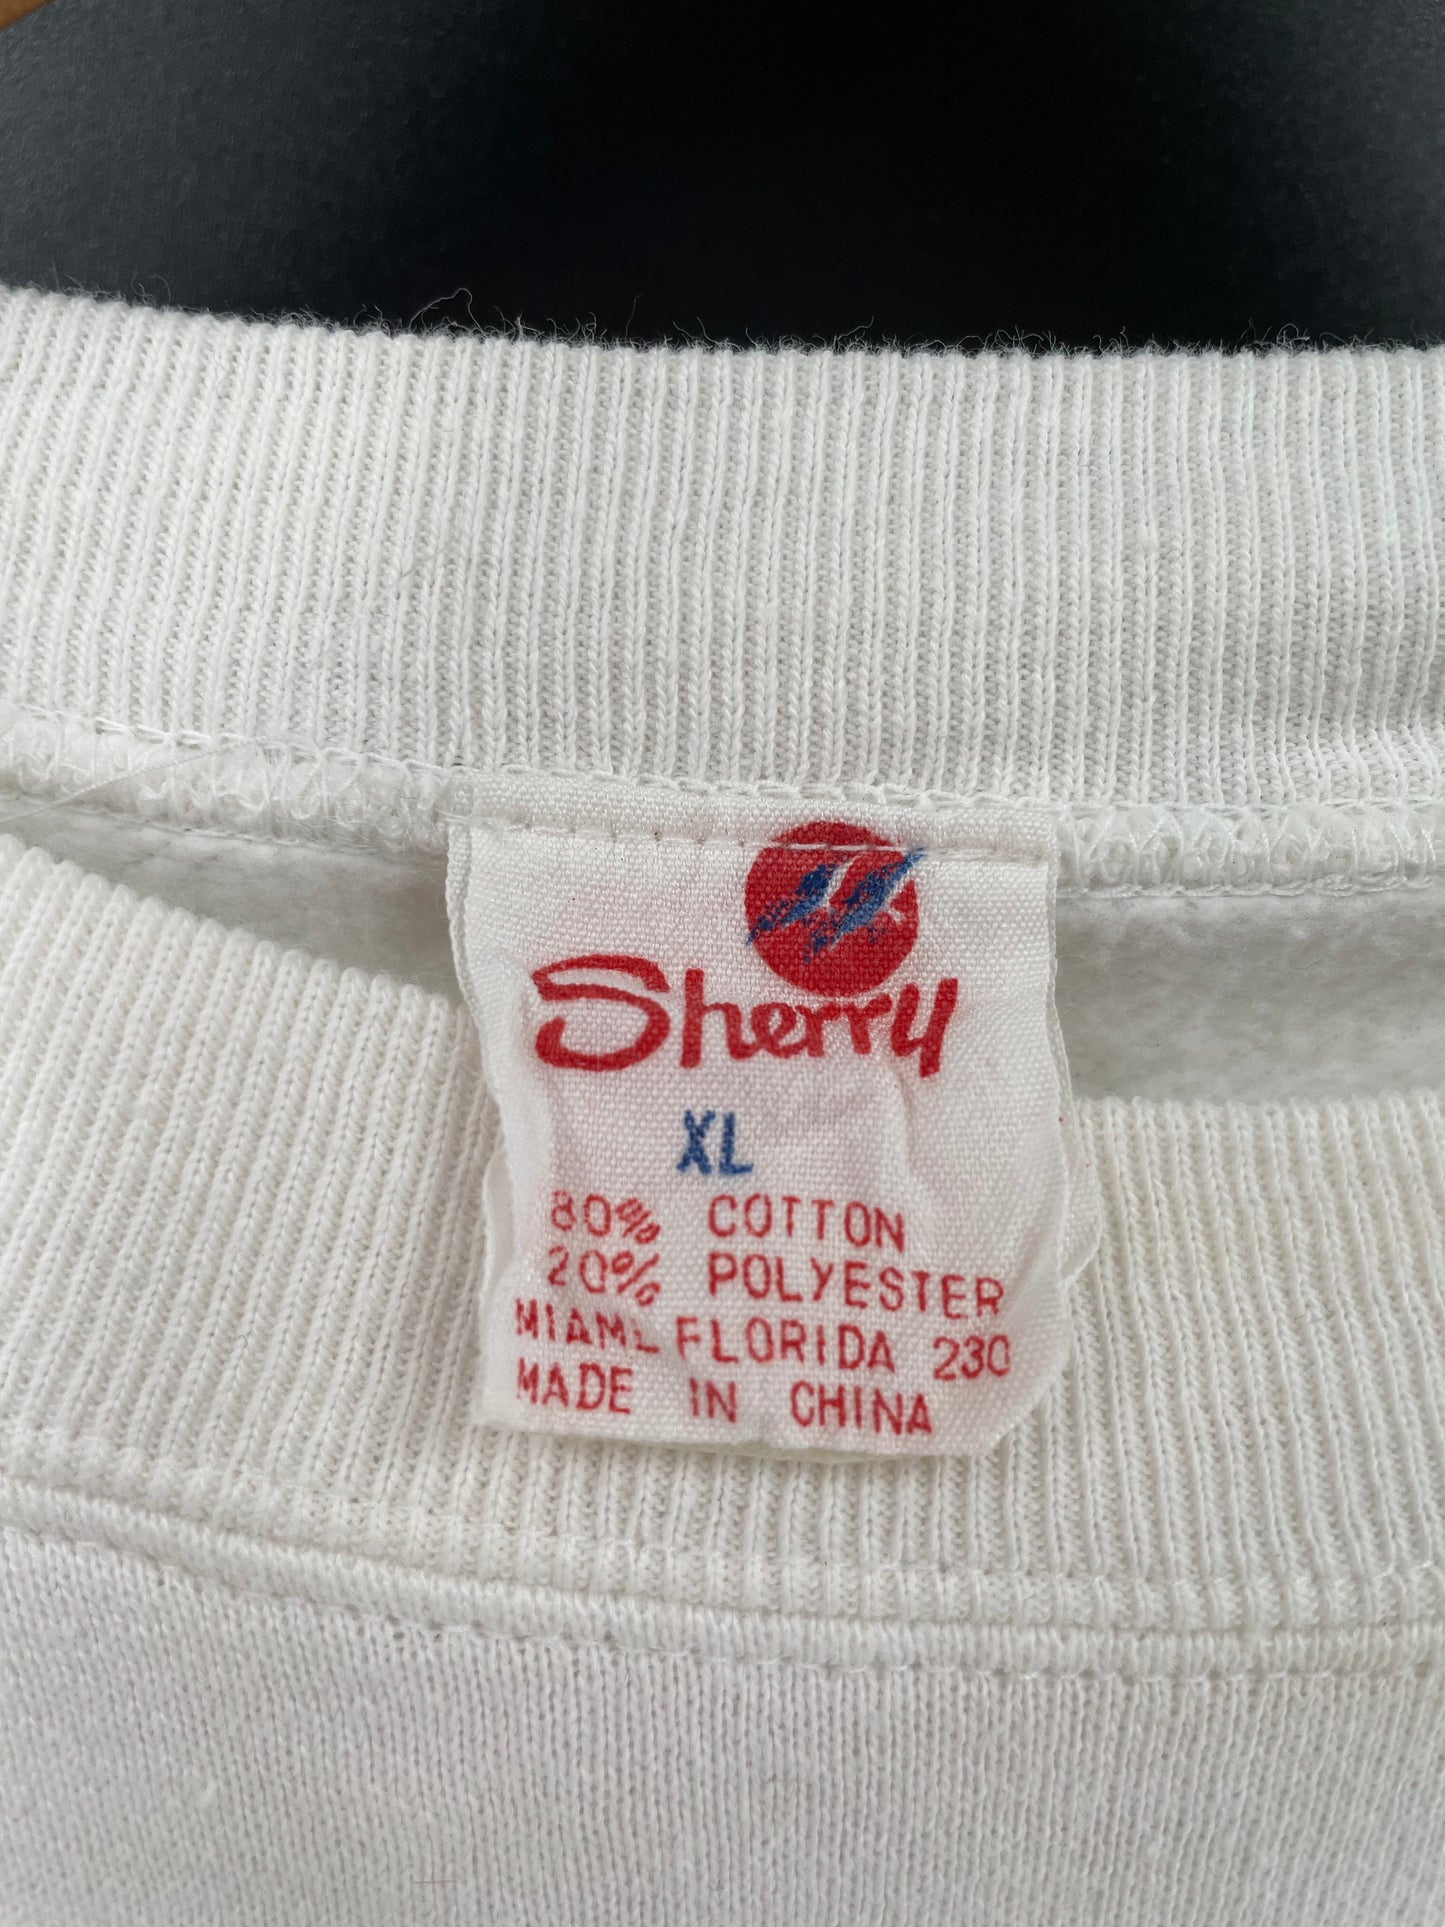 Sherry
XL
80% COTTON
20% POLYESTER
MIAMI, FLORIDA 230
MADE IN CHINA